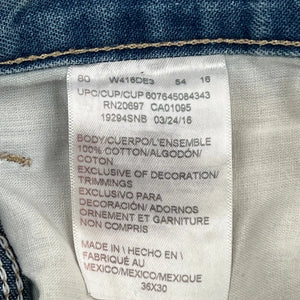 80 W416DE3 54 16
UPC/CUP/CUP 607645084343
RN20697 CA01095
19294SNB 03/24/16
BODY/CUERPO/L'ENSEMBLE
100% COTTON/ALGODÓN/
COTON
EXCLUSIVE OF DECORATION/
TRIMMINGS
EXCLUSIVO PARA
DECORACIÓN/ ADORNOS
ORNEMENT ET GARNITURE
NON COMPRIS
MADE IN \ HECHO EN \
FABRIQUÉ AU
MEXICO/MEXICO/MEXIQUE
36X30